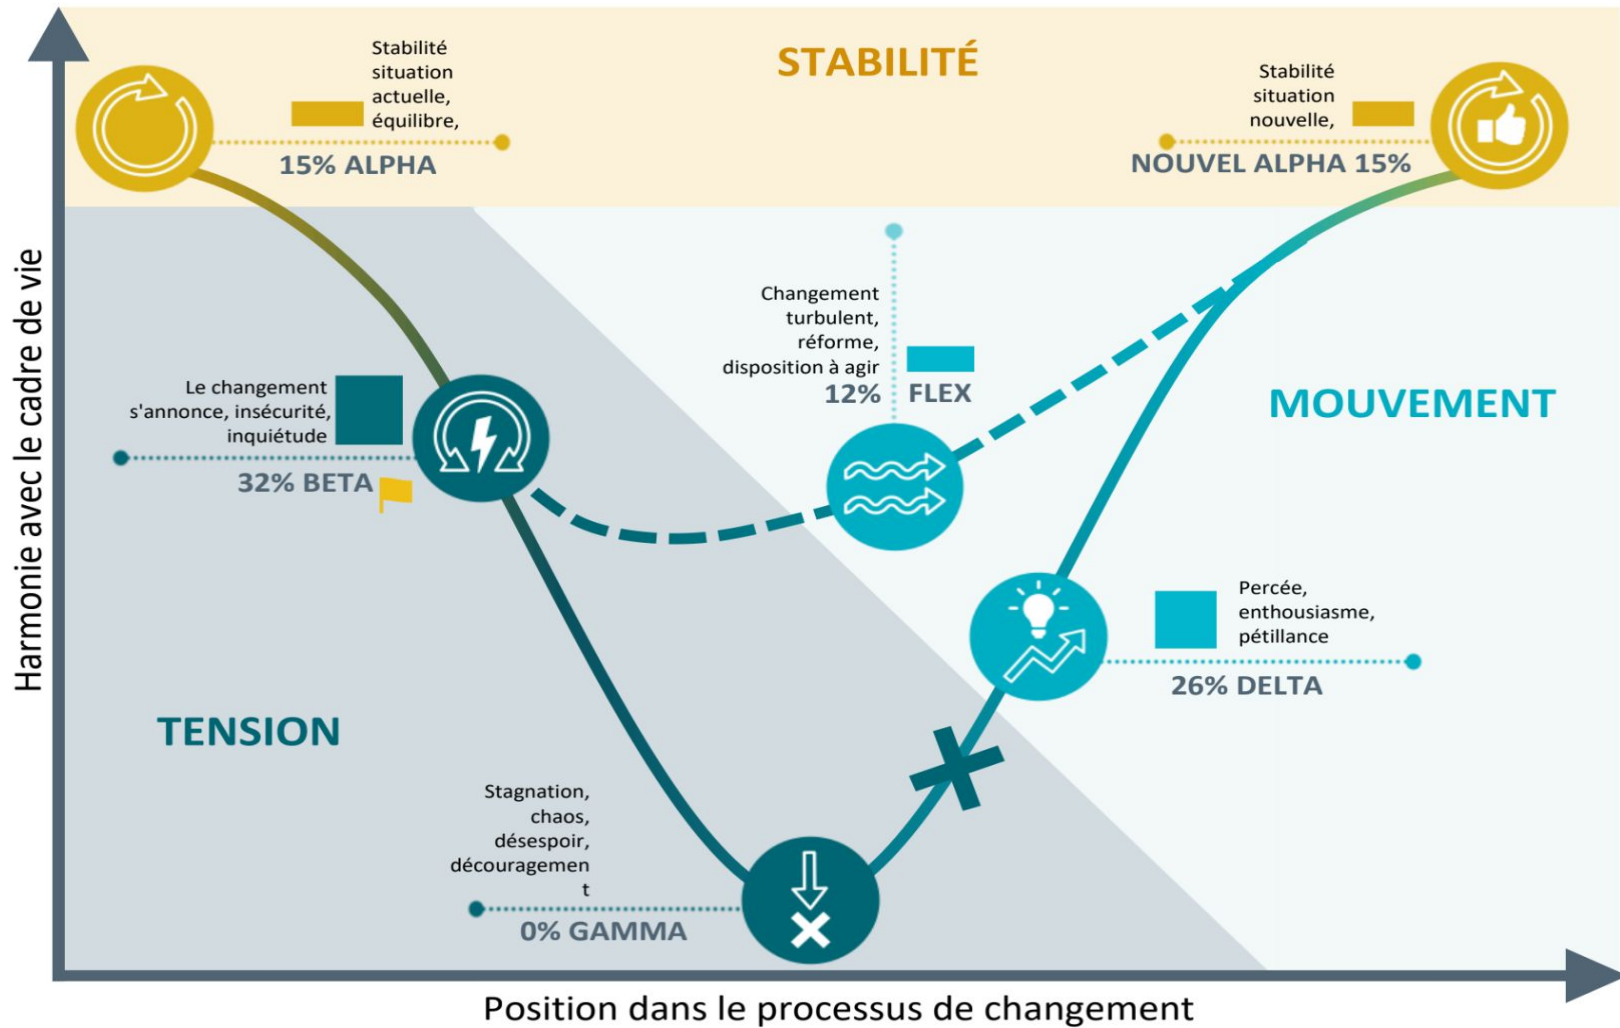 STABILITÉ
Stabilité
situation
actuelle,
équilibre,
15% ALPHA
Stabilité
situation
nouvelle,
NOUVEL ALPHA 15%
Harmonie avec le cadre de vie
Changement
turbulent,
réforme,
disposition à agir
12% FLEX
Le changement
s'annonce, insécurité,
inquiétude
32% BETA
MOUVEMENT
Percée,
enthousiasme,
pétillance
26% DELTA
TENSION
Stagnation,
chaos,
désespoir,
découragemen
t
0% GAMMA
Position dans le processus de changement